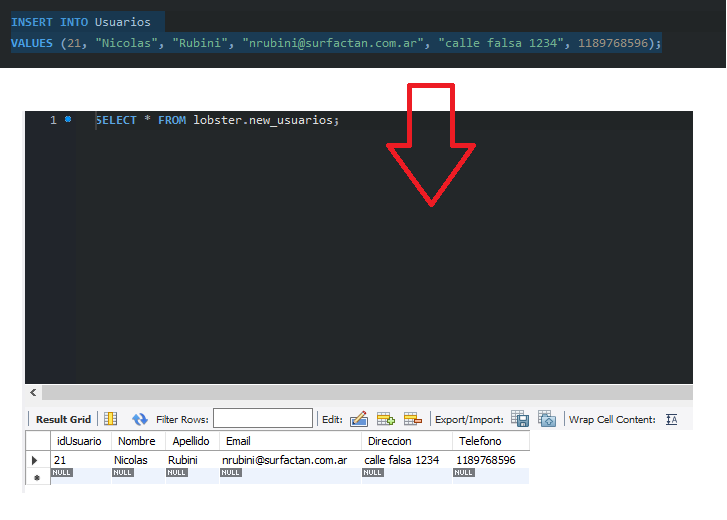 INSERT INTO Usuarios
VALUES (21, "Nicolas", "Rubini", "nrubini@surfactan.com.ar", "calle falsa 1234", 1189768596);
1 SELECT * FROM lobster.new_usuarios;
Result Grid Filter Rows: Edit: Export/Import: Wrap Cell Content: IA
idUsuario Nombre Apellido Email Direccion Telefono
21 Nicolas Rubini nrubini@surfactan.com.ar calle falsa 1234 1189768596
NULL NULL NULL NULL NULL NULL